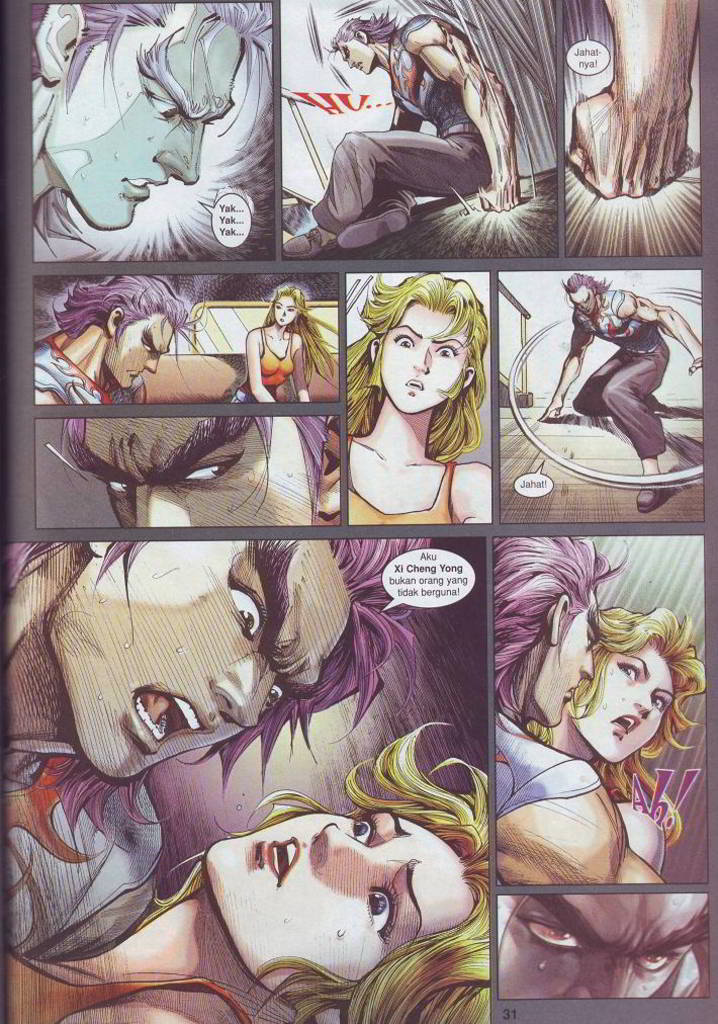 Yak...
Yak...
Yak...
HU...
Jahat-
nya!
Jahat!
Aku
Xi Cheng Yong
bukan orang yang
tidak berguna!
Ah!
31